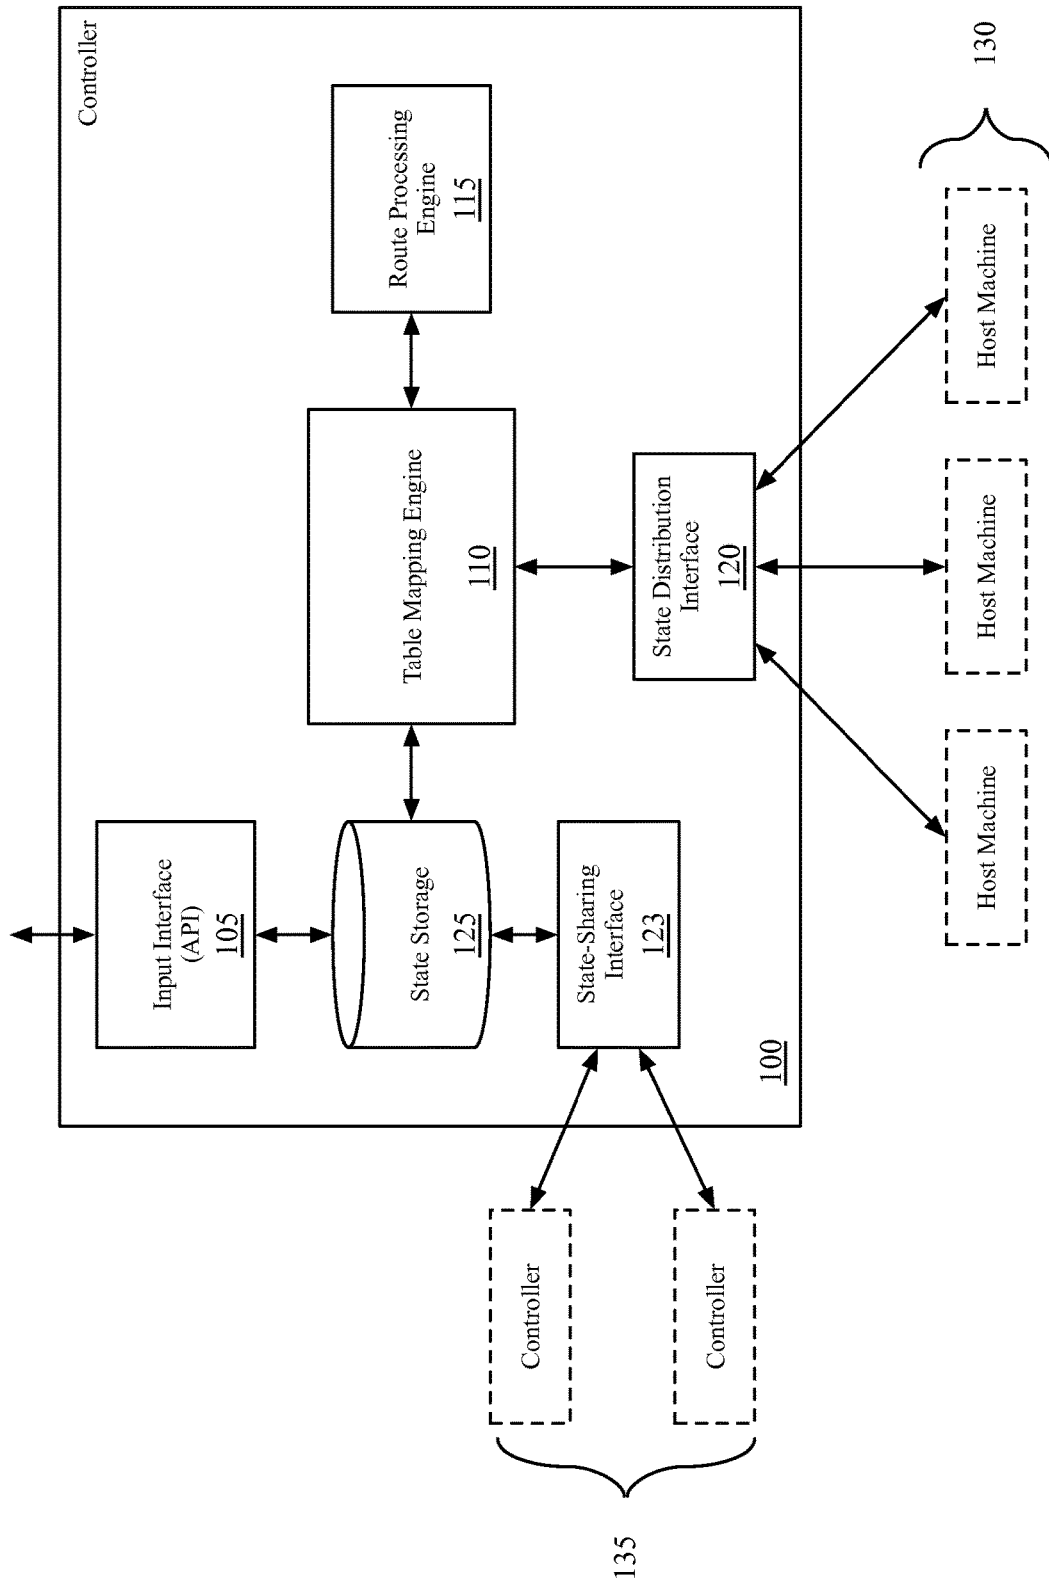 Controller
Input Interface
(API)
105
State Storage
125
State-Sharing
Interface
123
Table Mapping Engine
110
Route Processing
Engine
115
State Distribution
Interface
120
100
Controller
Controller
135
Host Machine
Host Machine
Host Machine
130